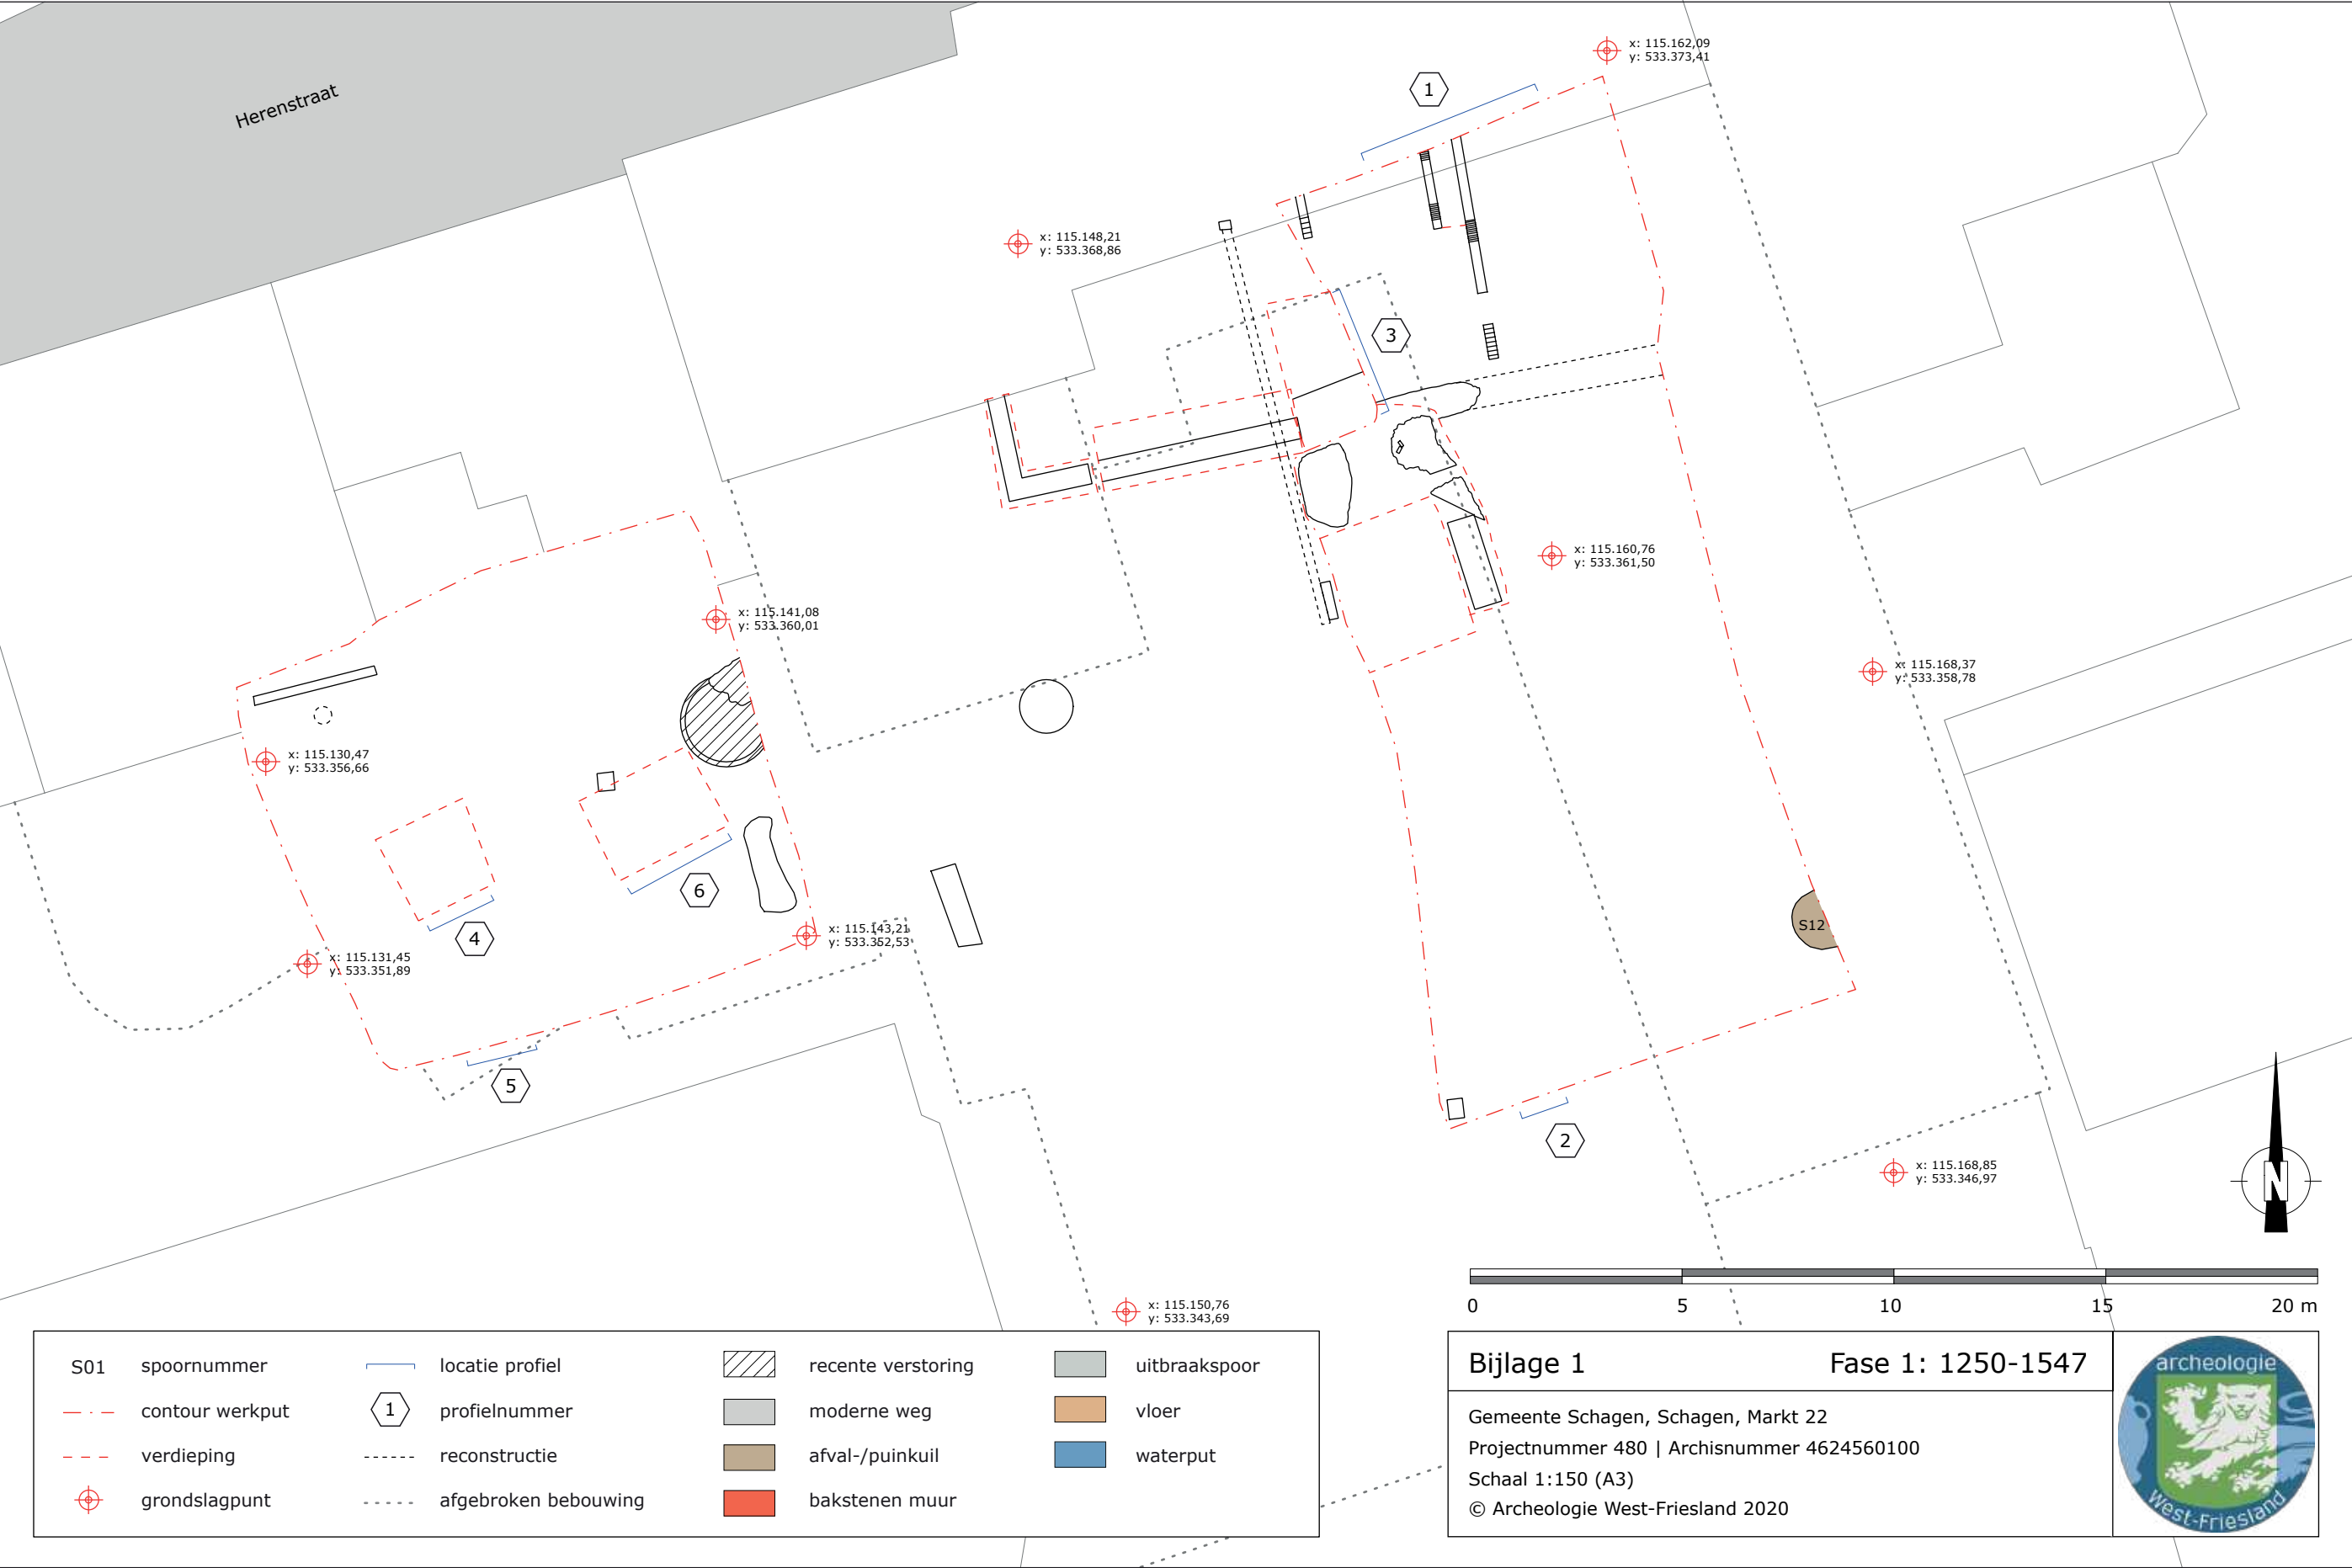 Herenstraat
x: 115.162,09
y: 533.373,41
1
x: 115.148,21
y: 533.368,86
3
x: 115.160,76
y: 533.361,50
x: 115.141,08
y: 533.360,01
x: 115.168,37
y: 533.358,78
x: 115.130,47
y: 533.356,66
6
4
S12
x: 115.143,21
y: 533.352,53
x: 115.131,45
y: 533.351,89
5
2
x: 115.168,85
y: 533.346,97
N
x: 115.150,76
y: 533.343,69
0 5 10 15 20 m
S01 spoornummer
contour werkput
verdieping
grondslagpunt
locatie profiel
1 profielnummer
reconstructie
afgebroken bebouwing
recente verstoring
moderne weg
afval-/puinkuil
bakstenen muur
uitbraakspoor
vloer
waterput
Bijlage 1 Fase 1: 1250-1547
Gemeente Schagen, Schagen, Markt 22
Projectnummer 480 | Archisnummer 4624560100
Schaal 1:150 (A3)
© Archeologie West-Friesland 2020
archeologie
West-Friesland